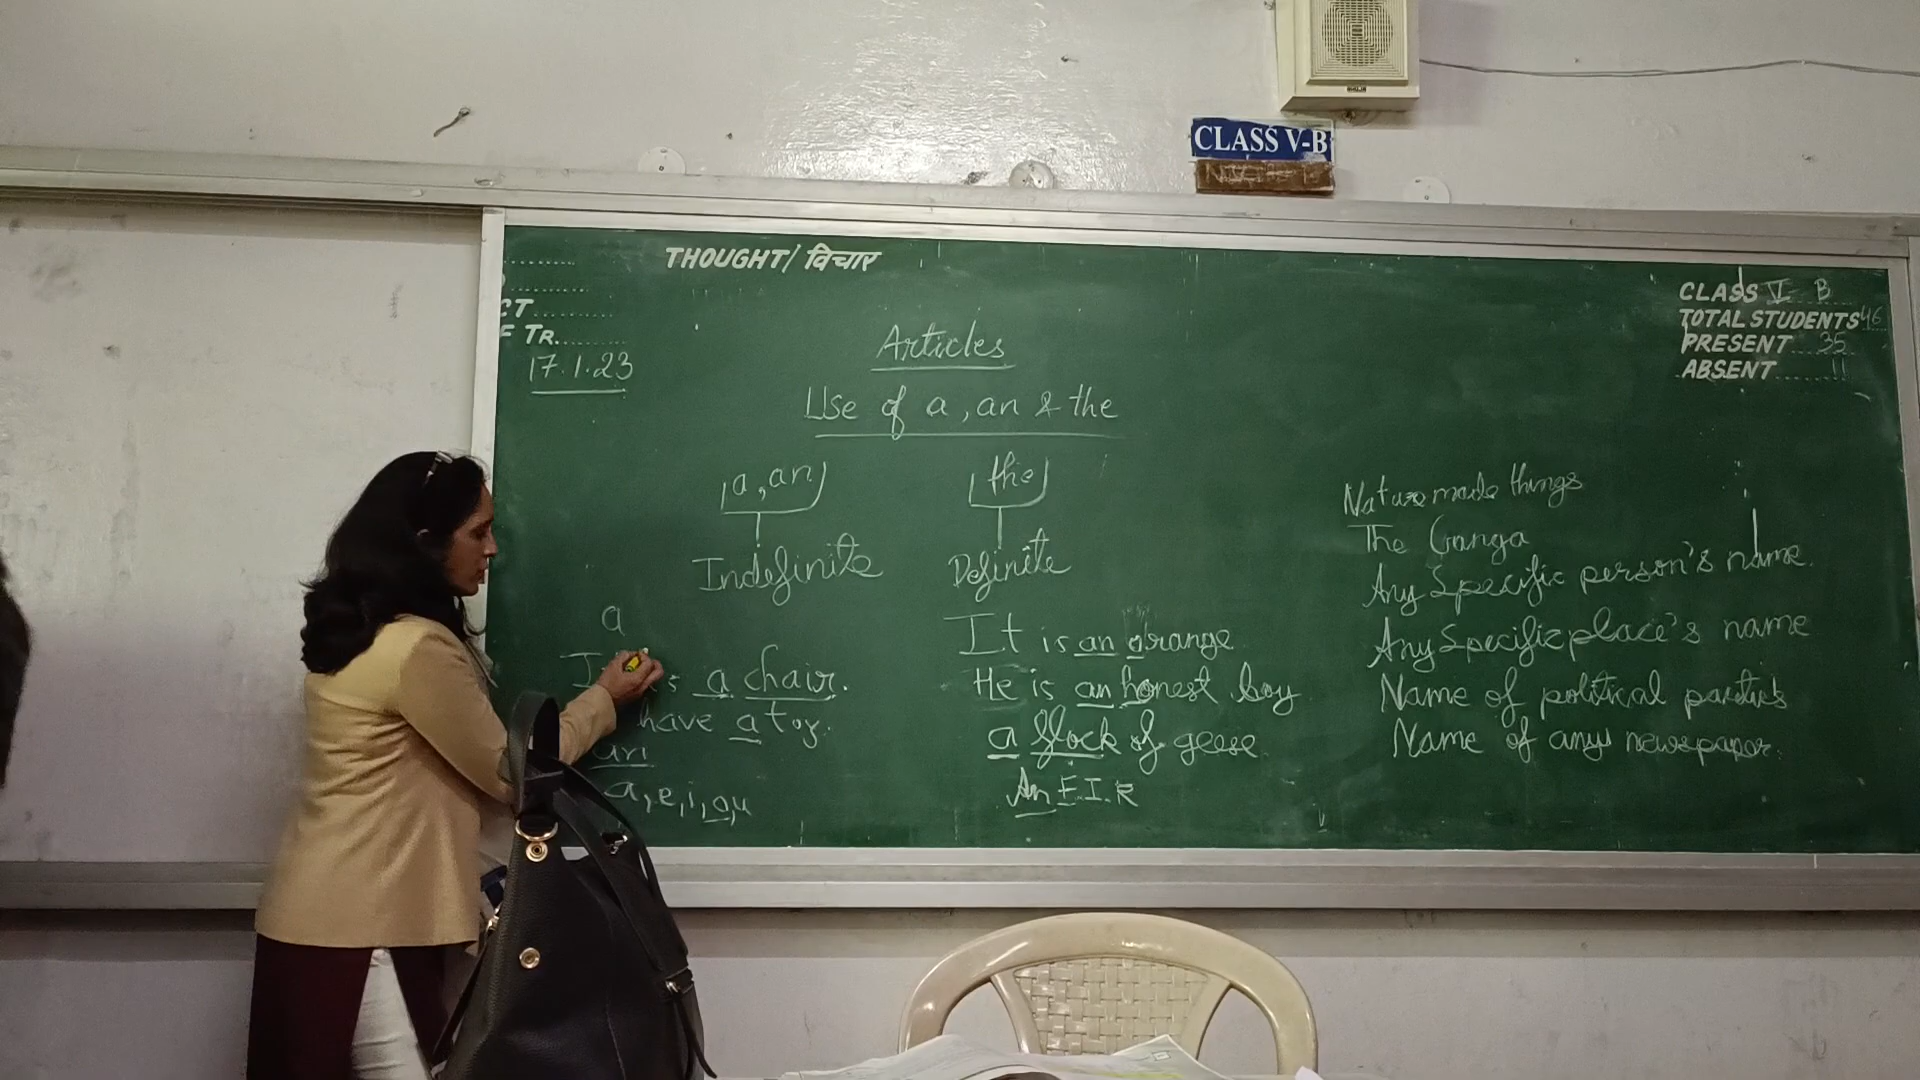 AHUJA
CLASS V-B
THOUGHT/ विचार
CT
F TR.
17.1.23
CLASS V B
TOTAL STUDENTS 46
PRESENT 35
ABSENT 11
Articles
Use of a, an & the
a, an
the
Indefinite
Definite
a
is a chair.
have a toy.
an
a, e, i, o, u
It is an orange
He is an honest boy
a flock of geese
An F.I.R
Nature made things
The Ganga
Any Specific person's name.
Any Specific place's name
Name of political parties
Name of any newspaper.